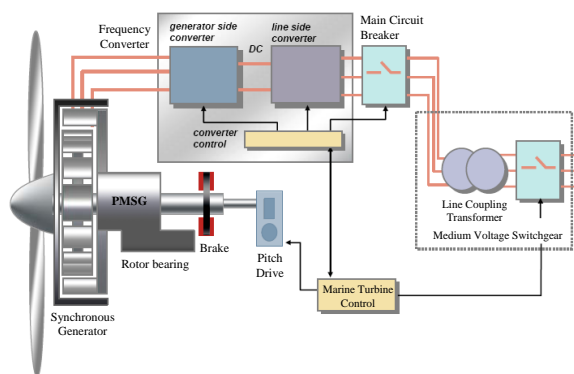 Frequency
Converter
generator side
converter
DC
line side
converter
Main Circuit
Breaker
converter
control
PMSG
Rotor bearing
Brake
Pitch
Drive
Synchronous
Generator
Marine Turbine
Control
Line Coupling
Transformer
Medium Voltage Switchgear